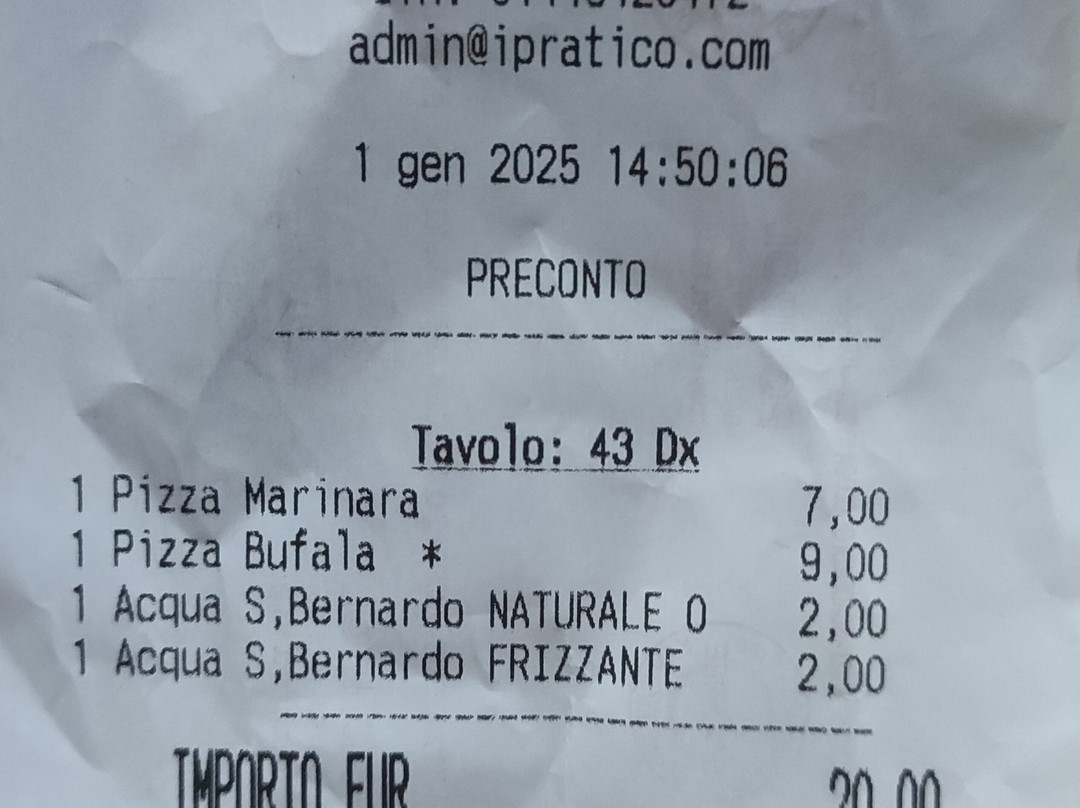 admin@ipratico.com
1 gen 2025 14:50:06
PRECONTO
Tavolo: 43 Dx
1 Pizza Marinara 7,00
1 Pizza Bufala * 9,00
1 Acqua S,Bernardo NATURALE O 2,00
1 Acqua S,Bernardo FRIZZANTE 2,00
IMPORTO EUR 20,00